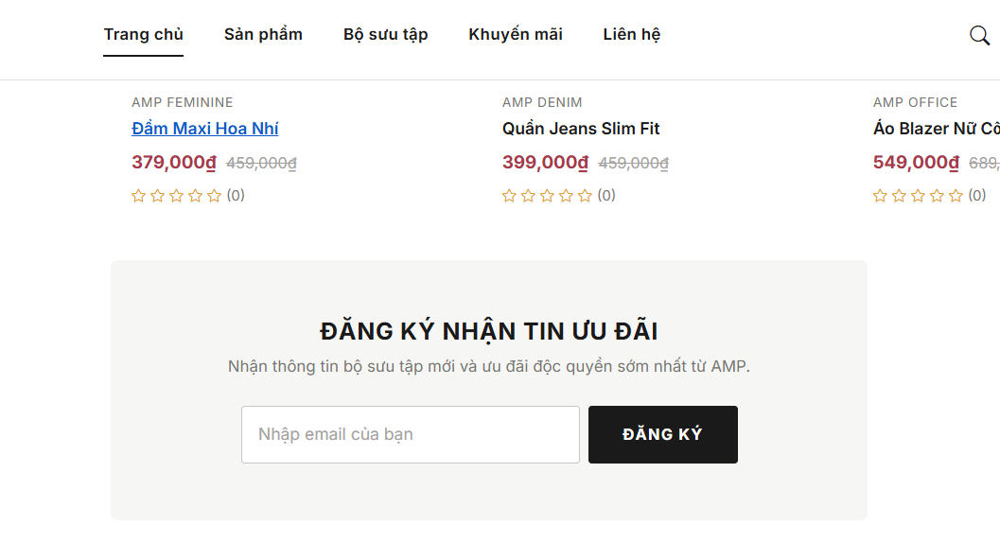 Trang chủ Sản phẩm Bộ sưu tập Khuyến mãi Liên hệ
AMP FEMININE AMP DENIM AMP OFFICE
Đầm Maxi Hoa Nhí Quần Jeans Slim Fit Áo Blazer Nữ Cô
379,000₫ 459,000₫ 399,000₫ 459,000₫ 549,000₫ 689,
(0) (0) (0)
ĐĂNG KÝ NHẬN TIN ƯU ĐÃI
Nhận thông tin bộ sưu tập mới và ưu đãi độc quyền sớm nhất từ AMP.
Nhập email của bạn ĐĂNG KÝ